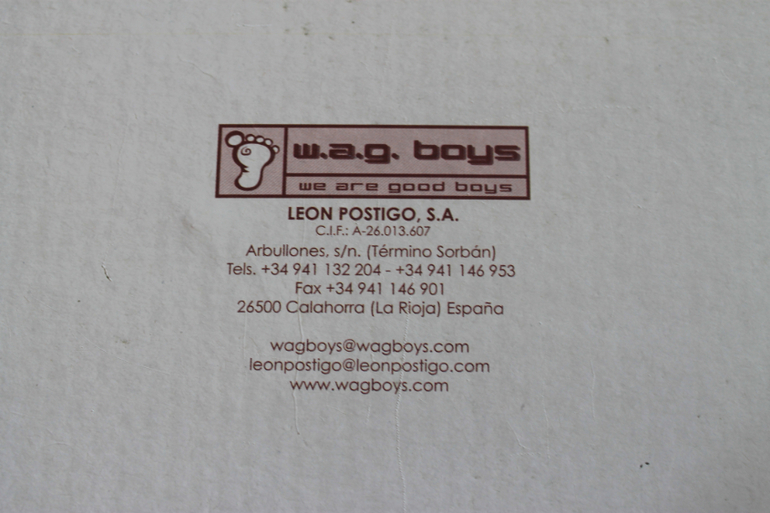 w.a.g. boys
we are good boys
LEON POSTIGO, S.A.
C.I.F.: A-26.013.607
Arbullones, s/n. (Término Sorbán)
Tels. +34 941 132 204 - +34 941 146 953
Fax +34 941 146 901
26500 Calahorra (La Rioja) España
wagboys@wagboys.com
leonpostigo@leonpostigo.com
www.wagboys.com